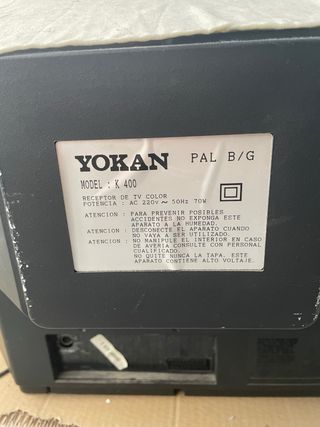 YOKAN PAL B/G
MODEL : K 400
RECEPTOR DE TV COLOR
POTENCIA : AC 220V ~ 50Hz 70W
ATENCION : PARA PREVENIR POSIBLES
ACCIDENTES NO EXPONGA ESTE
APARATO A LA HUMEDAD.
ATENCION : DESCONECTE EL APARATO CUANDO
NO VAYA A SER UTILIZADO.
ATENCION : NO MANIPULE EL INTERIOR EN CASO
DE AVERIA CONSULTE CON PERSONAL
CUALIFICADO.
NO QUITE NUNCA LA TAPA. ESTE
APARATO CONTIENE ALTO VOLTAJE.